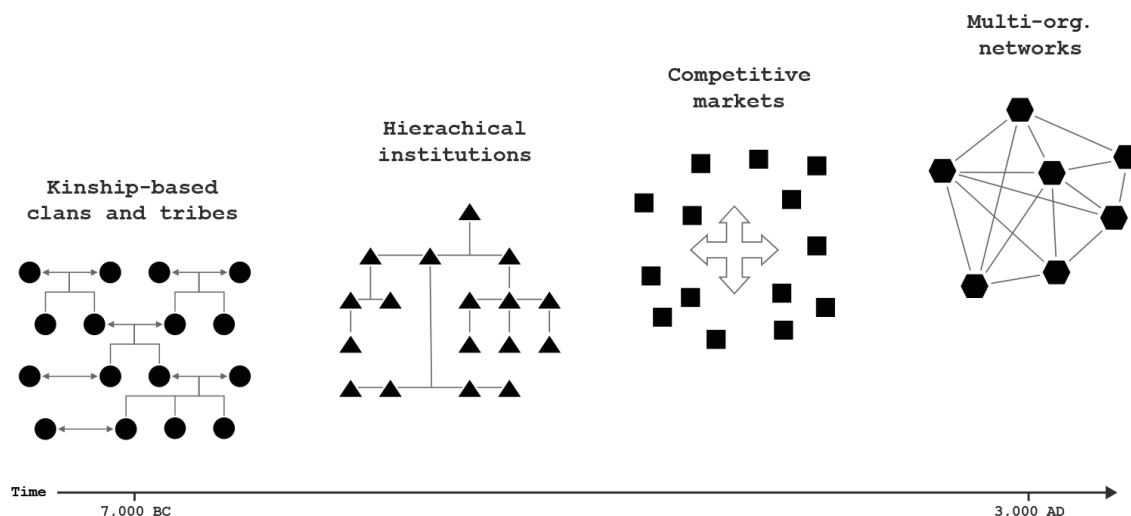 Multi-org.
networks
Competitive
markets
Hierachical
institutions
Kinship-based
clans and tribes
Time
7,000 BC
3,000 AD